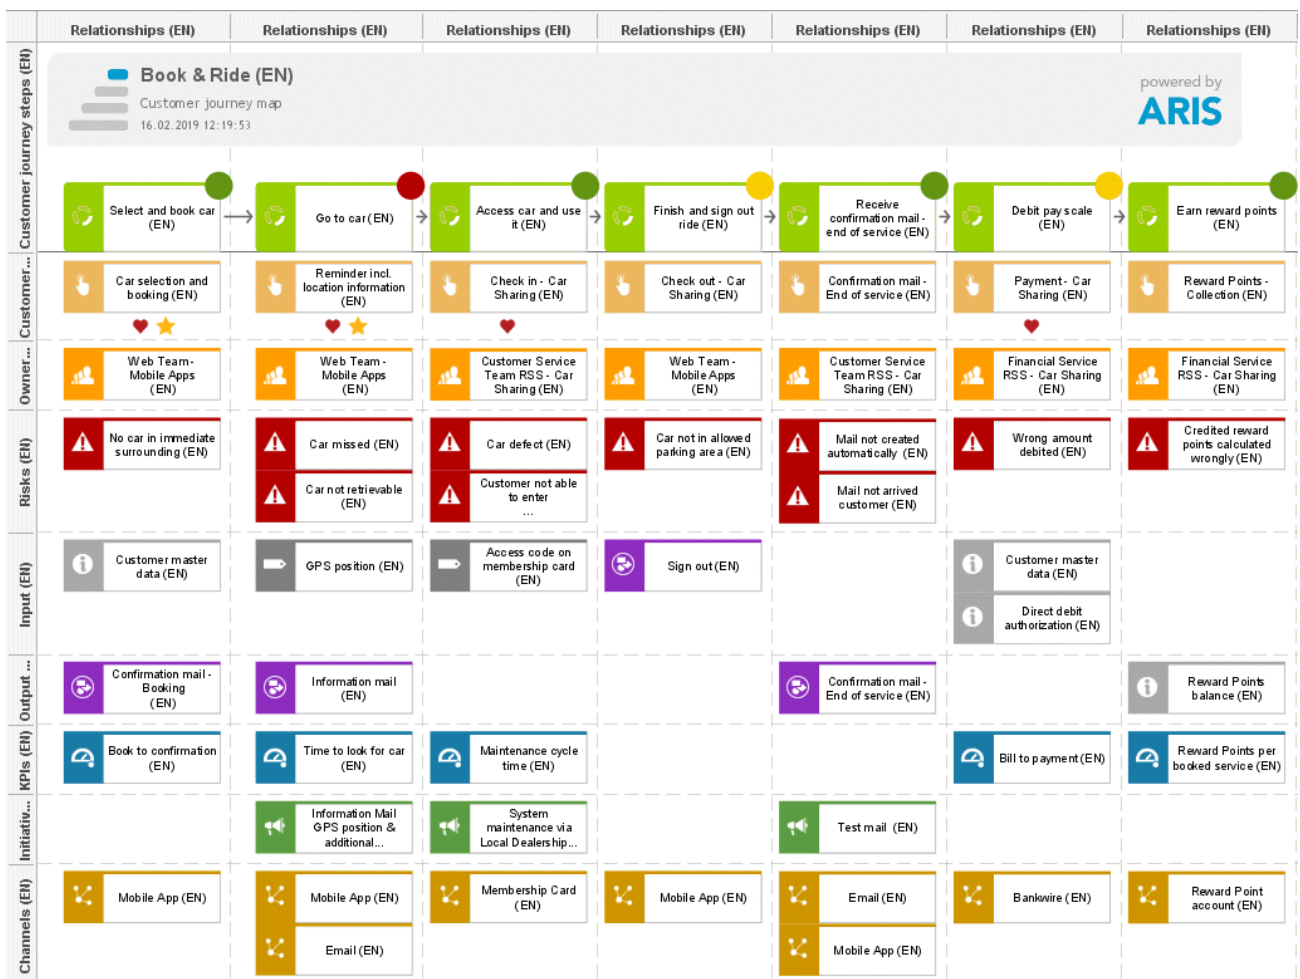 Relationships (EN) Relationships (EN) Relationships (EN) Relationships (EN) Relationships (EN) Relationships (EN) Relationships (EN)
Customer journey steps (EN)
Book & Ride (EN)
Customer journey map
16.02.2019 12:19:53
powered by
ARIS
Select and book car
(EN)
Go to car (EN)
Access car and use
it (EN)
Finish and sign out
ride (EN)
Receive
confirmation mail -
end of service (EN)
Debit pay scale
(EN)
Earn reward points
(EN)
Customer...
Car selection and
booking (EN)
Reminder incl.
location information
(EN)
Check in - Car
Sharing (EN)
Check out - Car
Sharing (EN)
Confirmation mail -
End of service (EN)
Payment - Car
Sharing (EN)
Reward Points -
Collection (EN)
Owner...
Web Team -
Mobile Apps
(EN)
Web Team -
Mobile Apps
(EN)
Customer Service
Team RSS - Car
Sharing (EN)
Web Team -
Mobile Apps
(EN)
Customer Service
Team RSS - Car
Sharing (EN)
Financial Service
RSS - Car Sharing
(EN)
Financial Service
RSS - Car Sharing
(EN)
Risks (EN)
No car in immediate
surrounding (EN)
Car missed (EN)
Car not retrievable
(EN)
Car defect (EN)
Customer not able
to enter
...
Car not in allowed
parking area (EN)
Mail not created
automatically (EN)
Mail not arrived
customer (EN)
Wrong amount
debited (EN)
Credited reward
points calculated
wrongly (EN)
Input (EN)
Customer master
data (EN)
GPS position (EN)
Access code on
membership card
(EN)
Sign out (EN)
Customer master
data (EN)
Direct debit
authorization (EN)
Output ...
Confirmation mail -
Booking
(EN)
Information mail
(EN)
Confirmation mail -
End of service (EN)
Reward Points
balance (EN)
KPIs (EN)
Book to confirmation
(EN)
Time to look for car
(EN)
Maintenance cycle
time (EN)
Bill to payment (EN)
Reward Points per
booked service (EN)
Initiativ...
Information Mail
GPS position &
additional...
System
maintenance via
Local Dealership...
Test mail (EN)
Channels (EN)
Mobile App (EN)
Mobile App (EN)
Email (EN)
Membership Card
(EN)
Mobile App (EN)
Email (EN)
Mobile App (EN)
Bankwire (EN)
Reward Point
account (EN)